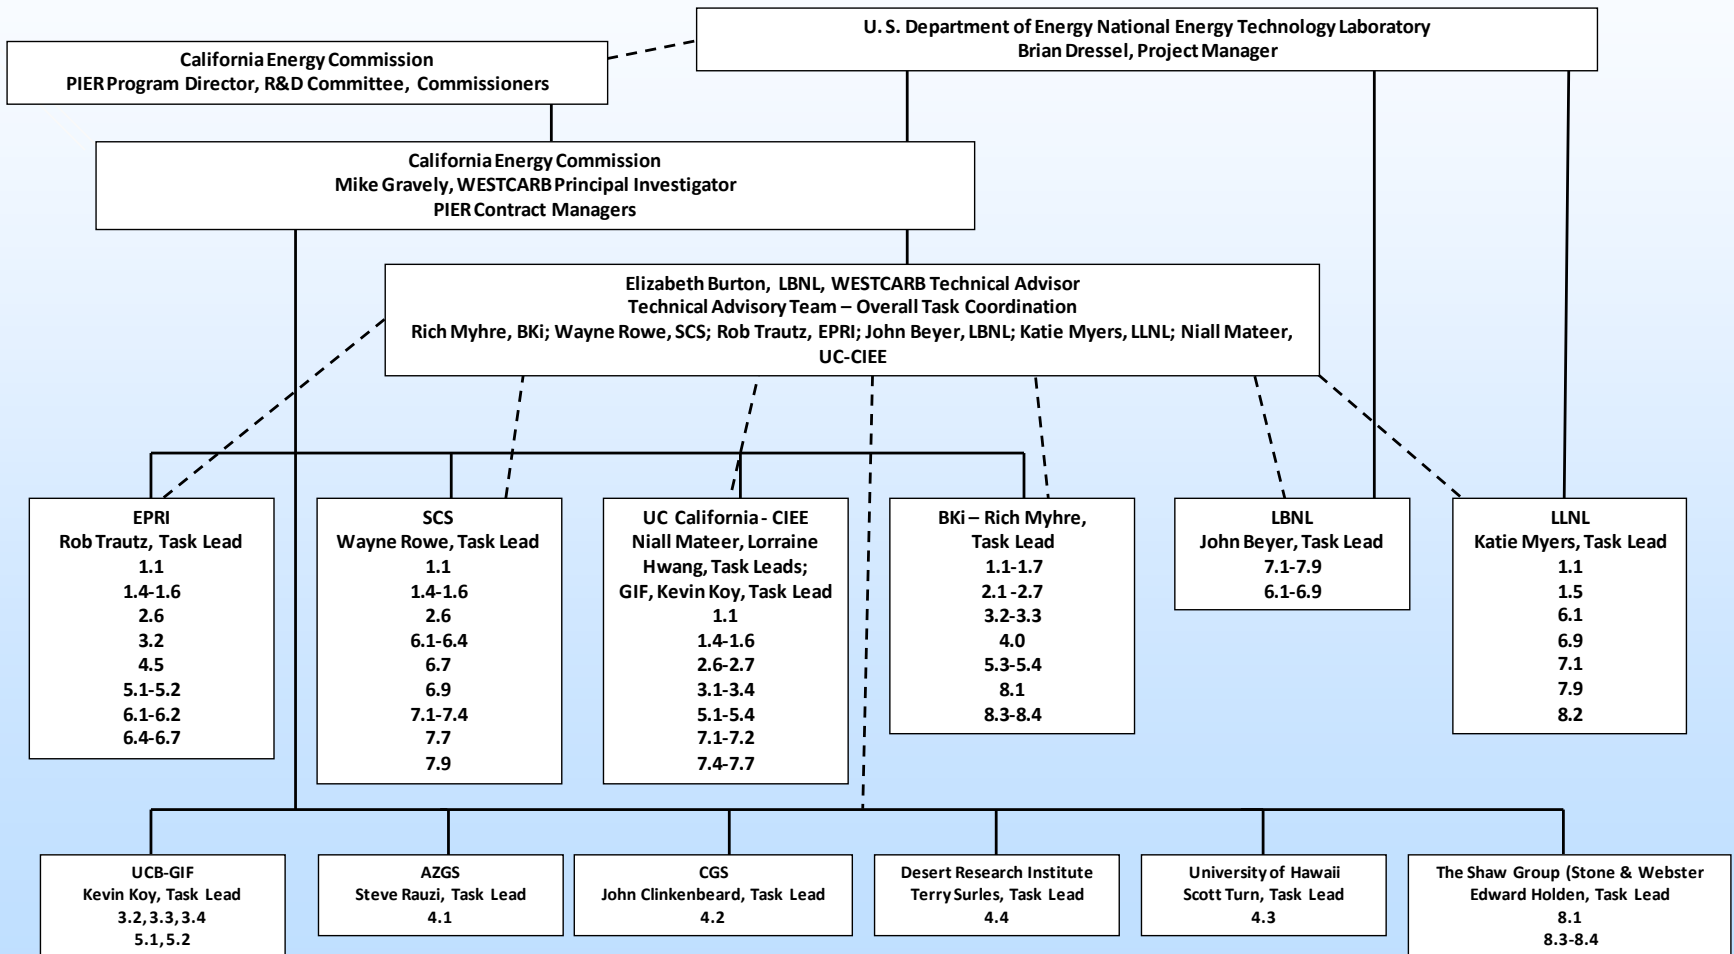 U. S. Department of Energy National Energy Technology Laboratory
Brian Dressel, Project Manager
California Energy Commission
PIER Program Director, R&D Committee, Commissioners
California Energy Commission
Mike Gravely, WESTCARB Principal Investigator
PIER Contract Managers
Elizabeth Burton, LBNL, WESTCARB Technical Advisor
Technical Advisory Team – Overall Task Coordination
Rich Myhre, BKi; Wayne Rowe, SCS; Rob Trautz, EPRI; John Beyer, LBNL; Katie Myers, LLNL; Niall Mateer,
UC-CIEE
EPRI
Rob Trautz, Task Lead
1.1
1.4-1.6
2.6
3.2
4.5
5.1-5.2
6.1-6.2
6.4-6.7
SCS
Wayne Rowe, Task Lead
1.1
1.4-1.6
2.6
6.1-6.4
6.7
6.9
7.1-7.4
7.7
7.9
UC California - CIEE
Niall Mateer, Lorraine
Hwang, Task Leads;
GIF, Kevin Koy, Task Lead
1.1
1.4-1.6
2.6-2.7
3.1-3.4
5.1-5.4
7.1-7.2
7.4-7.7
BKi – Rich Myhre,
Task Lead
1.1-1.7
2.1 -2.7
3.2-3.3
4.0
5.3-5.4
8.1
8.3-8.4
LBNL
John Beyer, Task Lead
7.1-7.9
6.1-6.9
LLNL
Katie Myers, Task Lead
1.1
1.5
6.1
6.9
7.1
7.9
8.2
UCB-GIF
Kevin Koy, Task Lead
3.2, 3.3, 3.4
5.1, 5.2
AZGS
Steve Rauzi, Task Lead
4.1
CGS
John Clinkenbeard, Task Lead
4.2
Desert Research Institute
Terry Surles, Task Lead
4.4
University of Hawaii
Scott Turn, Task Lead
4.3
The Shaw Group (Stone & Webster
Edward Holden, Task Lead
8.1
8.3-8.4